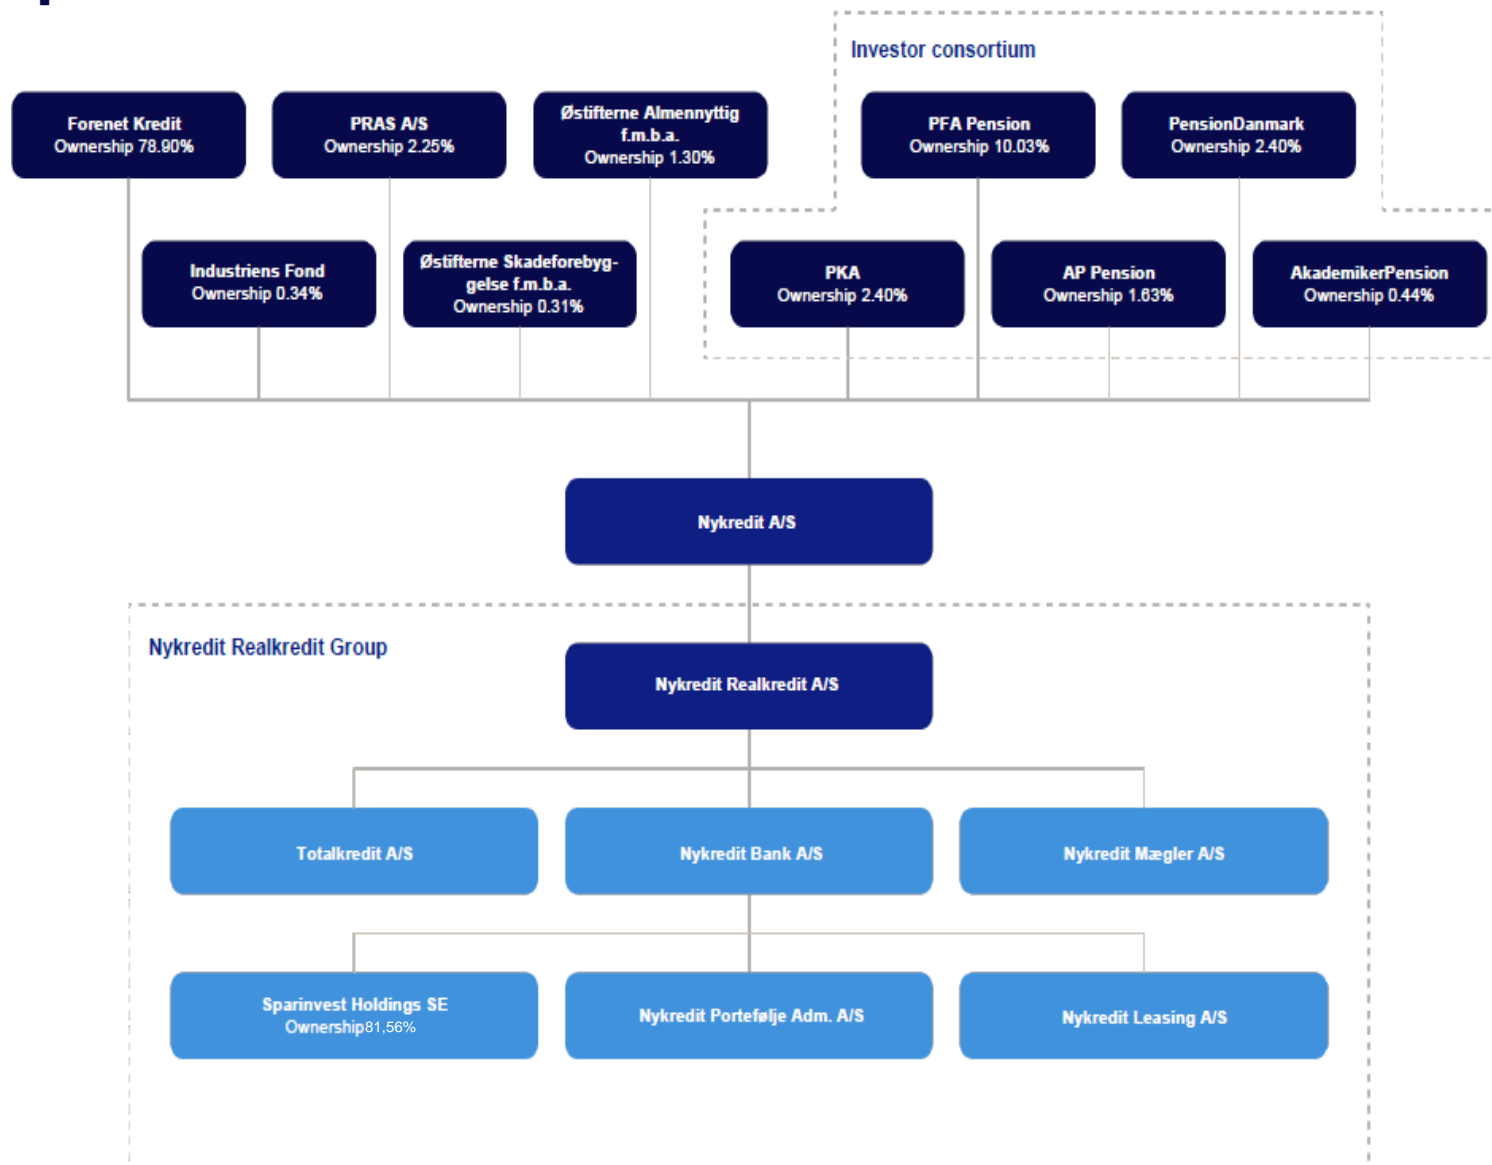 Investor consortium
Forenet Kredit
Ownership 78.90%
PRAS A/S
Ownership 2.25%
Østifterne Almennyttig
f.m.b.a.
Ownership 1.30%
PFA Pension
Ownership 10.03%
PensionDanmark
Ownership 2.40%
Industriens Fond
Ownership 0.34%
Østifterne Skadeforebyg-
gelse f.m.b.a.
Ownership 0.31%
PKA
Ownership 2.40%
AP Pension
Ownership 1.63%
AkademikerPension
Ownership 0.44%
Nykredit A/S
Nykredit Realkredit Group
Nykredit Realkredit A/S
Totalkredit A/S
Nykredit Bank A/S
Nykredit Mægler A/S
Sparinvest Holdings SE
Ownership81,56%
Nykredit Portefølje Adm. A/S
Nykredit Leasing A/S